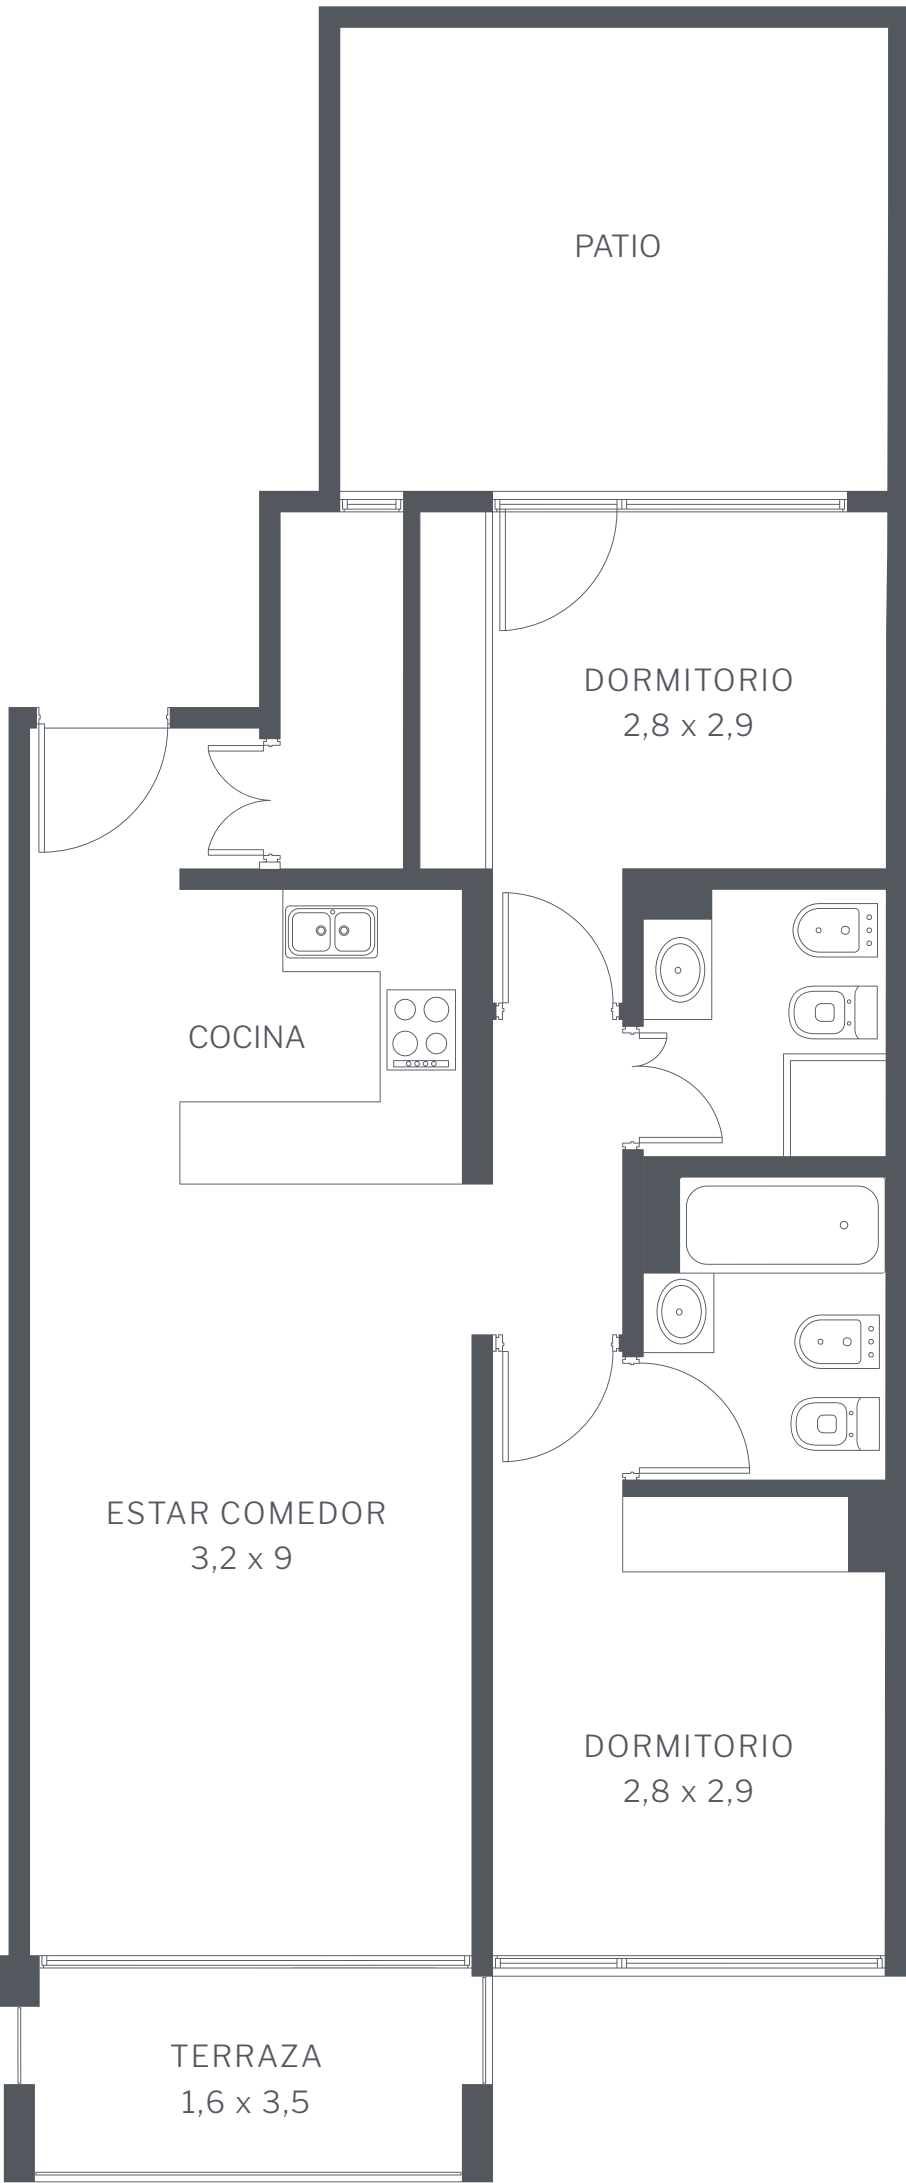 PATIO
DORMITORIO
2,8 x 2,9
COCINA
ESTAR COMEDOR
3,2 x 9
DORMITORIO
2,8 x 2,9
TERRAZA
1,6 x 3,5